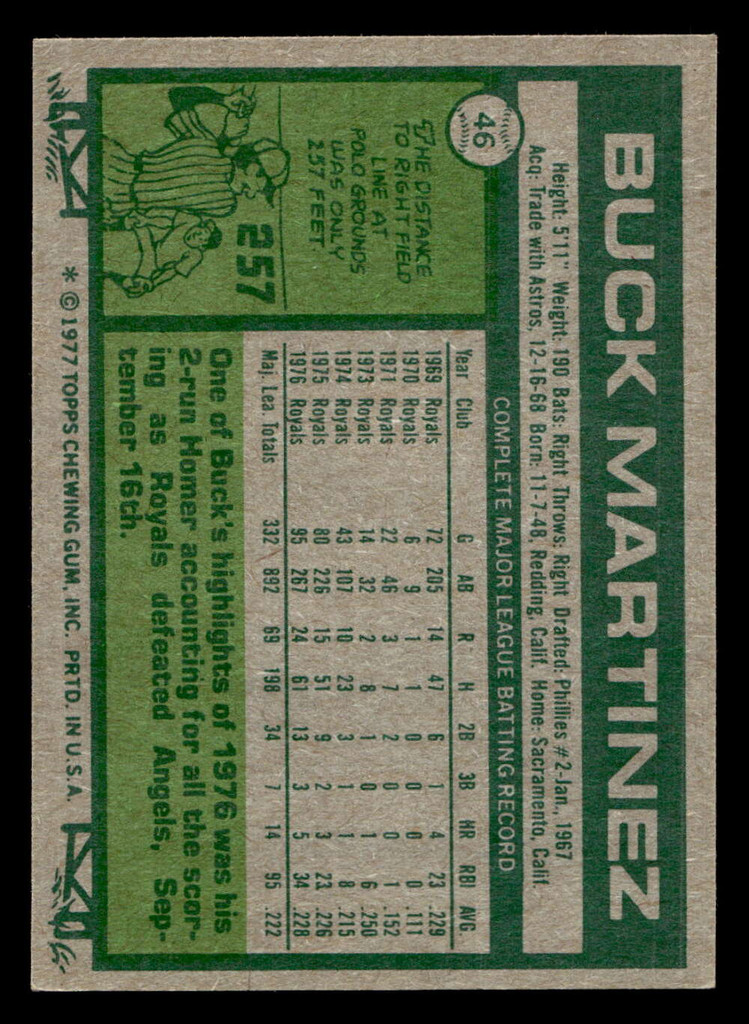 46
BUCK MARTINEZ
Height: 5'11" Weight: 190 Bats: Right Throws: Right Drafted: Phillies #2-Jan., 1967
Acq: Trade with Astros, 12-16-68 Born: 11-7-48, Redding, Calif. Home: Sacramento, Calif.
COMPLETE MAJOR LEAGUE BATTING RECORD
Year Club G AB R H 2B 3B HR RBI AVG.
1969 Royals 72 205 14 47 6 1 4 23 .229
1970 Royals 6 9 1 1 0 0 0 0 .111
1971 Royals 22 46 3 7 2 0 0 1 .152
1973 Royals 14 32 2 8 1 0 1 6 .250
1974 Royals 43 107 10 23 3 1 1 8 .215
1975 Royals 80 226 15 51 9 2 3 23 .226
1976 Royals 95 267 24 61 13 3 5 34 .228
Maj. Lea. Totals 332 892 69 198 34 7 14 95 .222
THE DISTANCE
TO RIGHT FIELD
LINE AT
POLO GROUNDS
WAS ONLY
257 FEET
257
One of Buck's highlights of 1976 was his
2-run Homer accounting for all the scor-
ing as Royals defeated Angels, Sep-
tember 16th.
* © 1977 TOPPS CHEWING GUM, INC. PRTD. IN U.S.A.